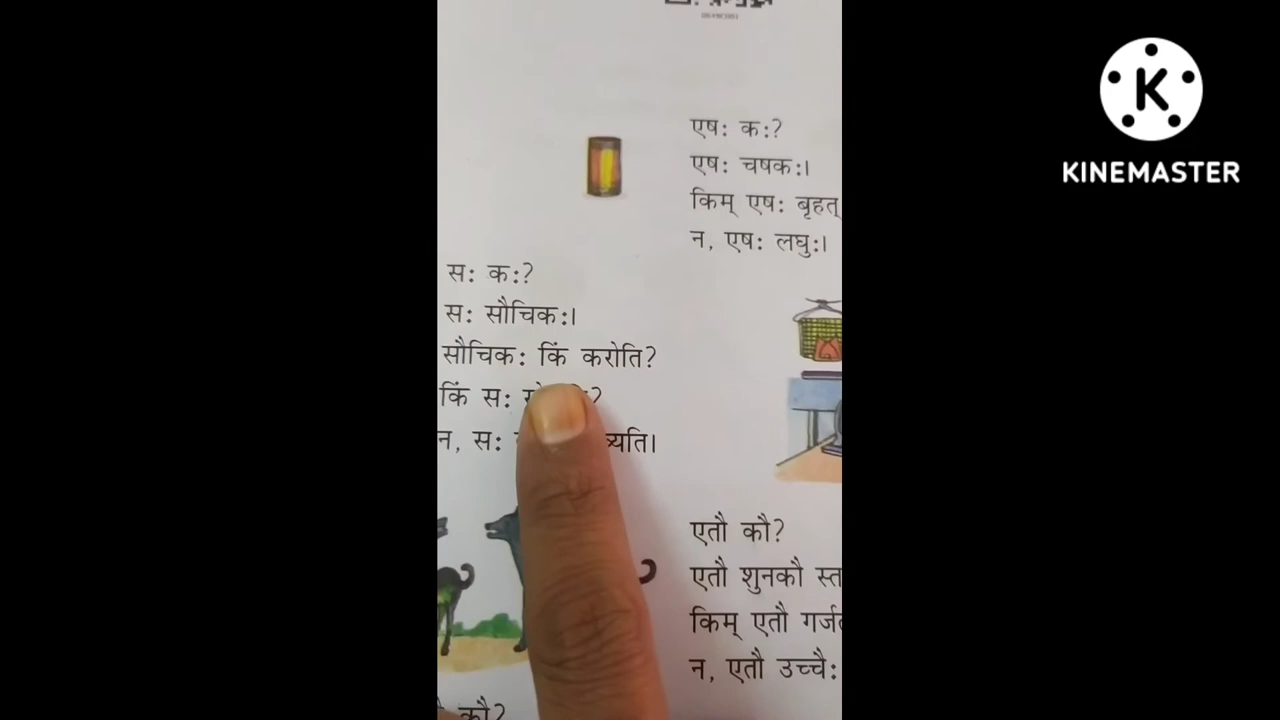 एष: क:?
एष: चषक:।
किम् एष: बृहत्
न, एष: लघु:।
स: क:?
स: सौचिक:।
सौचिक: किं करोति?
किं स:
न, स:
एतौ कौ?
एतौ शुनकौ
किम् एतौ
न, एतौ उच्चै:
कौ?
KINEMASTER